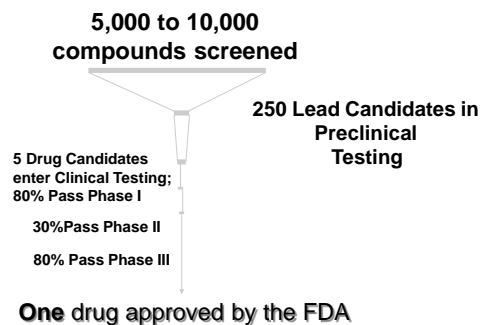 5,000 to 10,000
compounds screened
250 Lead Candidates in
Preclinical
Testing
5 Drug Candidates
enter Clinical Testing;
80% Pass Phase I
30%Pass Phase II
80% Pass Phase III
One drug approved by the FDA